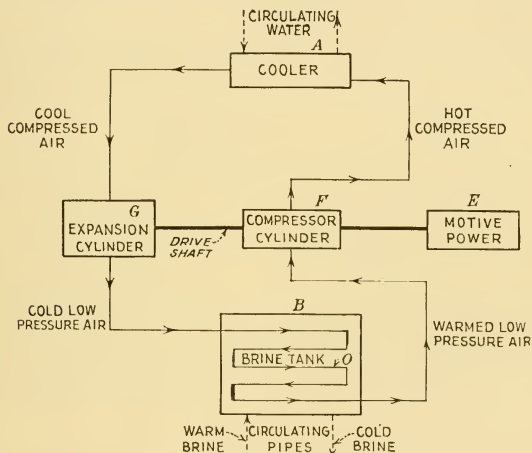 CIRCULATING
WATER
A
COOLER
COOL
COMPRESSED
AIR
HOT
COMPRESSED
AIR
G
EXPANSION
CYLINDER
DRIVE-
SHAFT
F
COMPRESSOR
CYLINDER
E
MOTIVE
POWER
COLD LOW
PRESSURE AIR
WARMED LOW
PRESSURE AIR
B
BRINE TANK O
WARM
BRINE
CIRCULATING
PIPES
COLD
BRINE